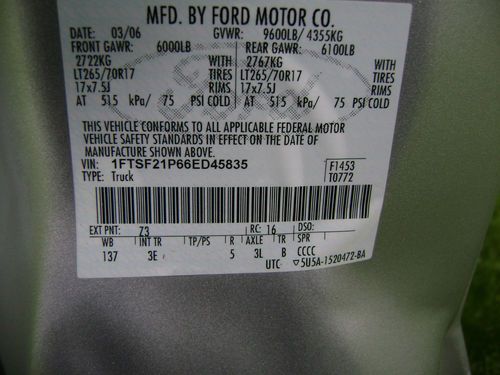 MFD. BY FORD MOTOR CO.
DATE: 03/06 GVWR: 9600LB/ 4355KG
FRONT GAWR: 6000LB REAR GAWR: 6100LB
2722KG WITH 2767KG WITH
LT265/70R17 TIRES LT265/70R17 TIRES
17x7.5J RIMS 17x7.5J RIMS
AT 515 kPa/ 75 PSI COLD AT 515 kPa/ 75 PSI COLD
THIS VEHICLE CONFORMS TO ALL APPLICABLE FEDERAL MOTOR
VEHICLE SAFETY STANDARDS IN EFFECT ON THE DATE OF
MANUFACTURE SHOWN ABOVE.
VIN: 1FTSF21P66ED45835 F1453
TYPE: Truck T0772
EXT PNT: Z3 RC: 16 DSO:
WB INT TR TP/PS R AXLE TR SPR
137 3E 5 3L B CCCC
UTC ▽5U5A-1520472-BA